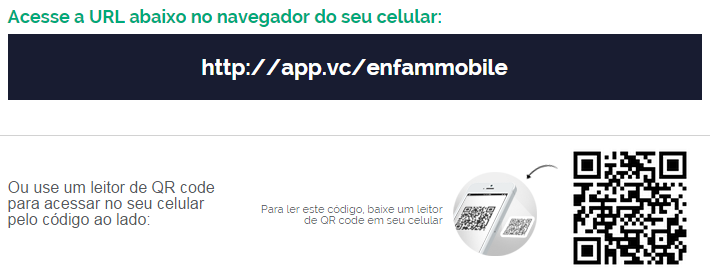 Acesse a URL abaixo no navegador do seu celular:
http://app.vc/enfammobile
Ou use um leitor de QR code
para acessar no seu celular
pelo código ao lado:
Para ler este código, baixe um leitor
de QR code em seu celular